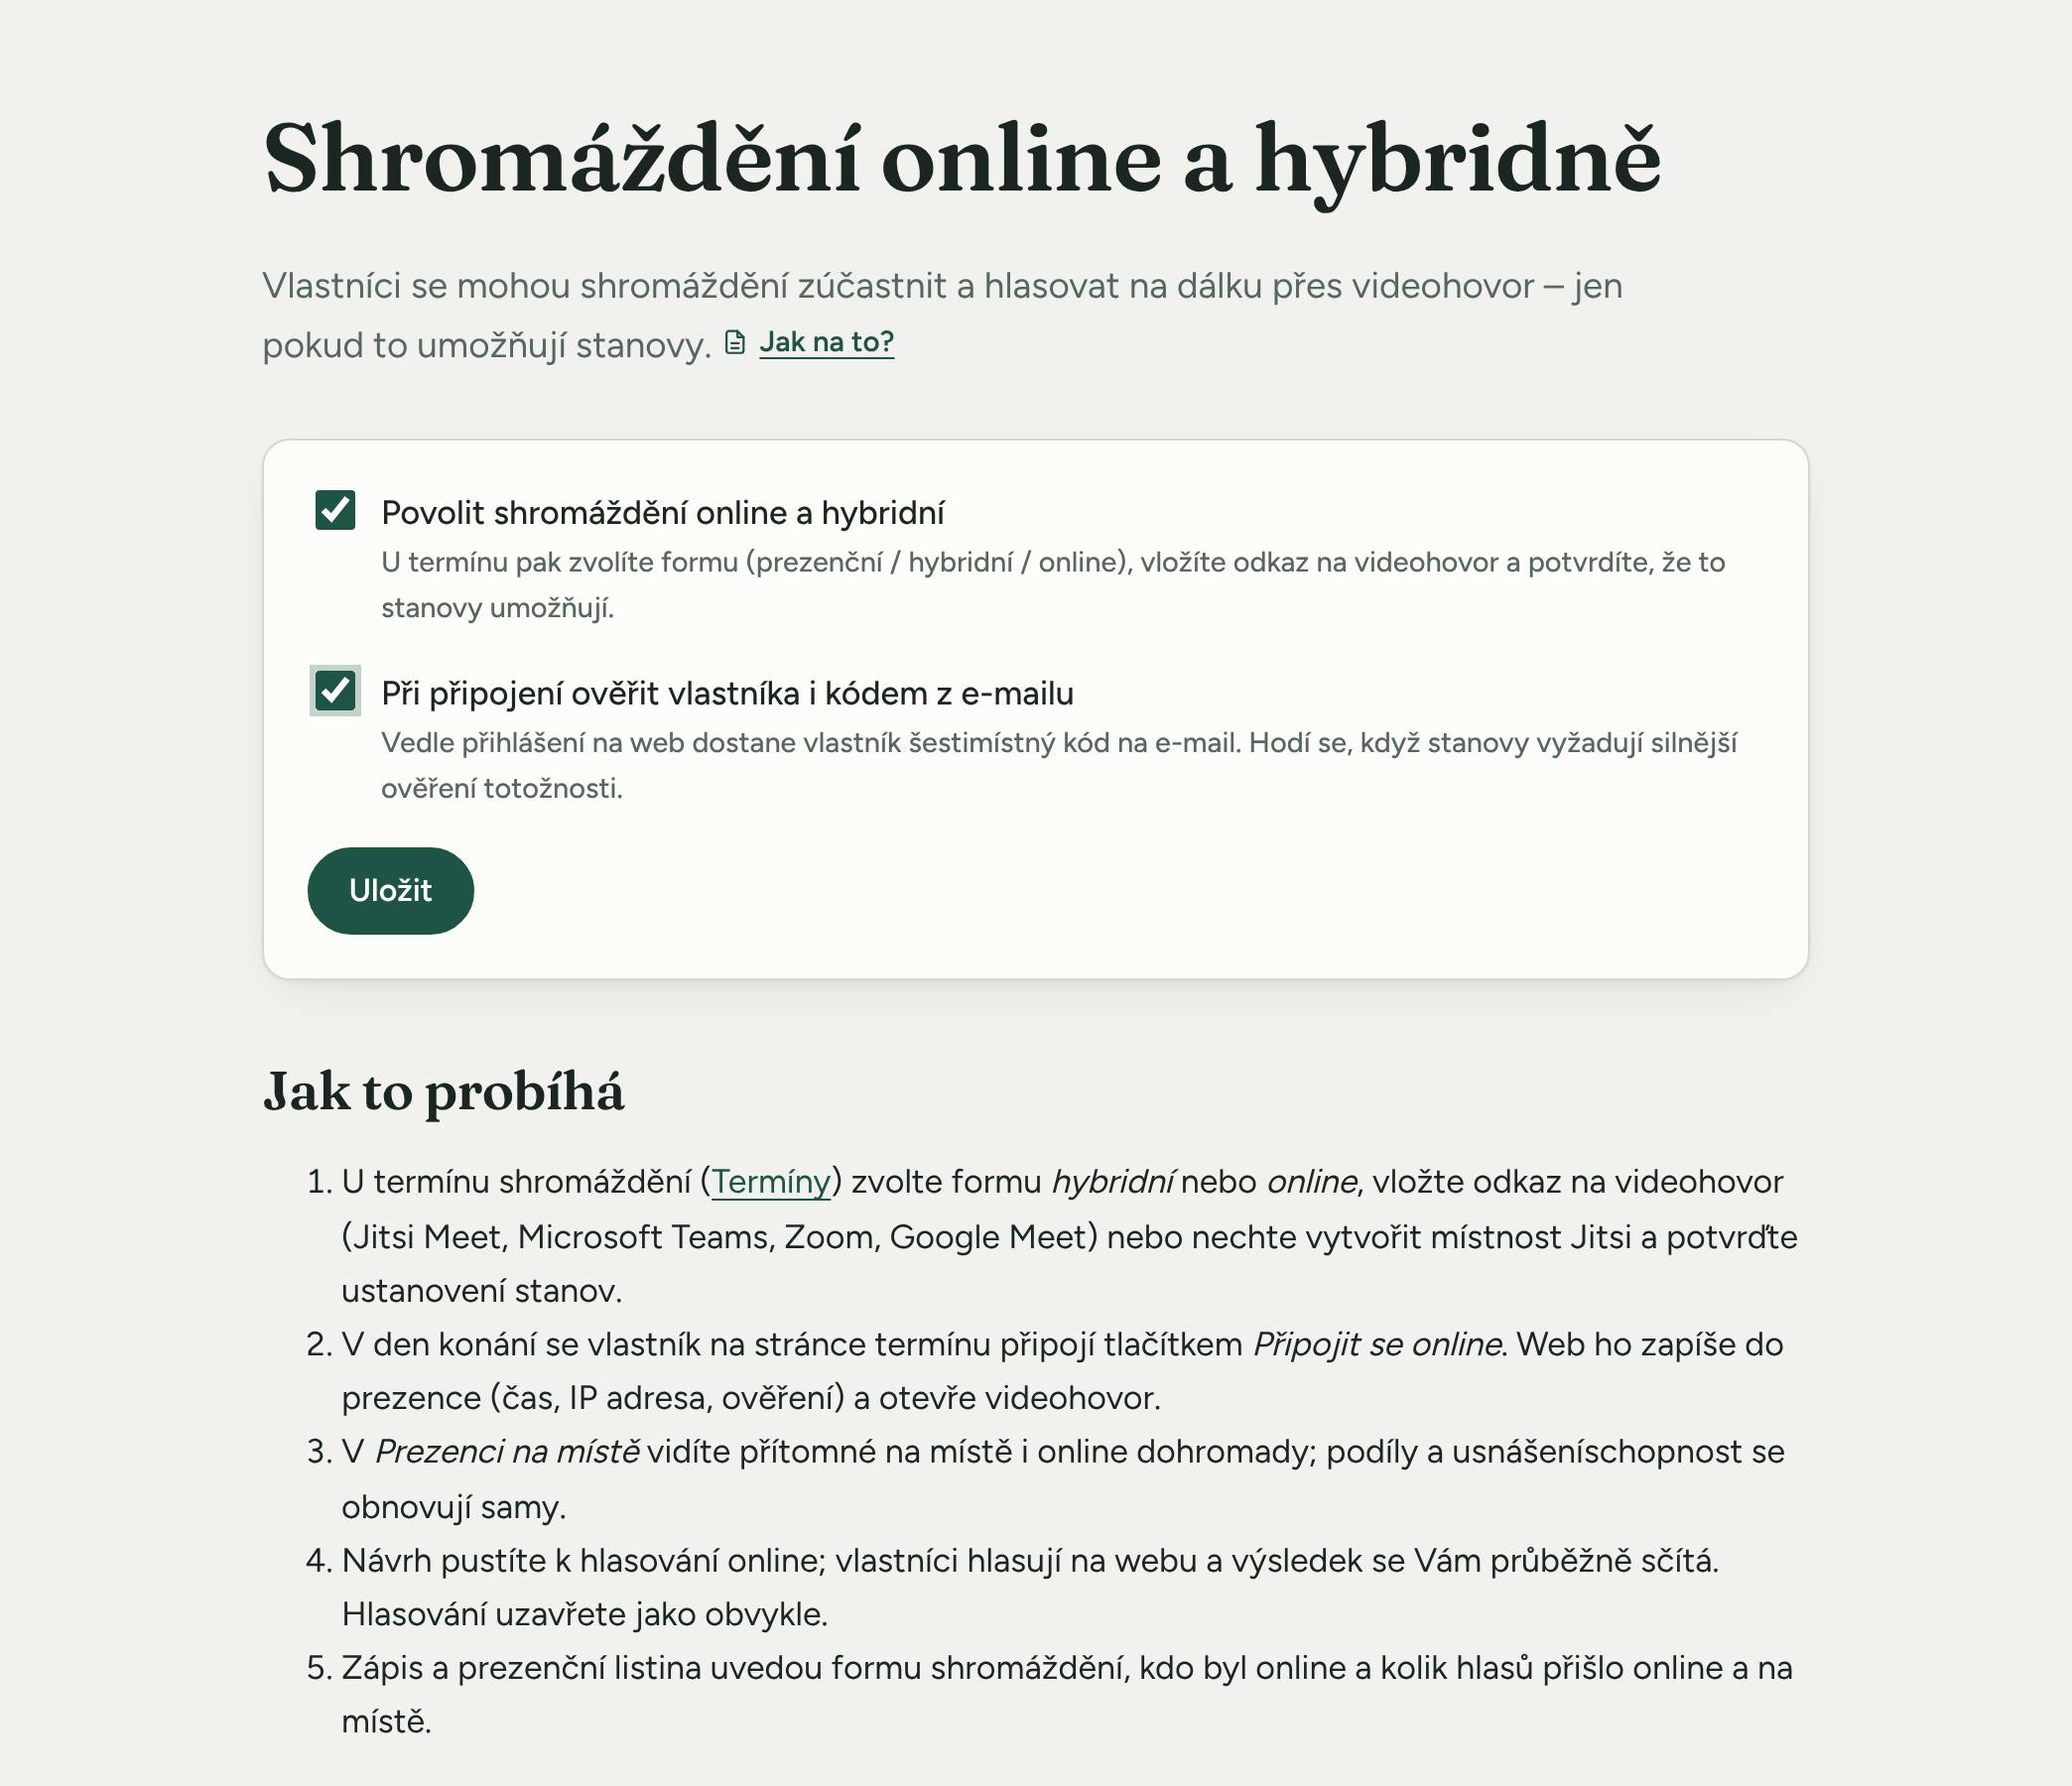 Shromáždění online a hybridně
Vlastníci se mohou shromáždění zúčastnit a hlasovat na dálku přes videohovor – jen
pokud to umožňují stanovy. Jak na to?
Povolit shromáždění online a hybridní
U termínu pak zvolíte formu (prezenční / hybridní / online), vložíte odkaz na videohovor a potvrdíte, že to
stanovy umožňují.
Při připojení ověřit vlastníka i kódem z e-mailu
Vedle přihlášení na web dostane vlastník šestimístný kód na e-mail. Hodí se, když stanovy vyžadují silnější
ověření totožnosti.
Uložit
Jak to probíhá
1. U termínu shromáždění (Termíny) zvolte formu hybridní nebo online, vložte odkaz na videohovor
(Jitsi Meet, Microsoft Teams, Zoom, Google Meet) nebo nechte vytvořit místnost Jitsi a potvrďte
ustanovení stanov.
2. V den konání se vlastník na stránce termínu připojí tlačítkem Připojit se online. Web ho zapíše do
prezence (čas, IP adresa, ověření) a otevře videohovor.
3. V Prezenci na místě vidíte přítomné na místě i online dohromady; podíly a usnášeníschopnost se
obnovují samy.
4. Návrh pustíte k hlasování online; vlastníci hlasují na webu a výsledek se Vám průběžně sčítá.
Hlasování uzavřete jako obvykle.
5. Zápis a prezenční listina uvedou formu shromáždění, kdo byl online a kolik hlasů přišlo online a na
místě.